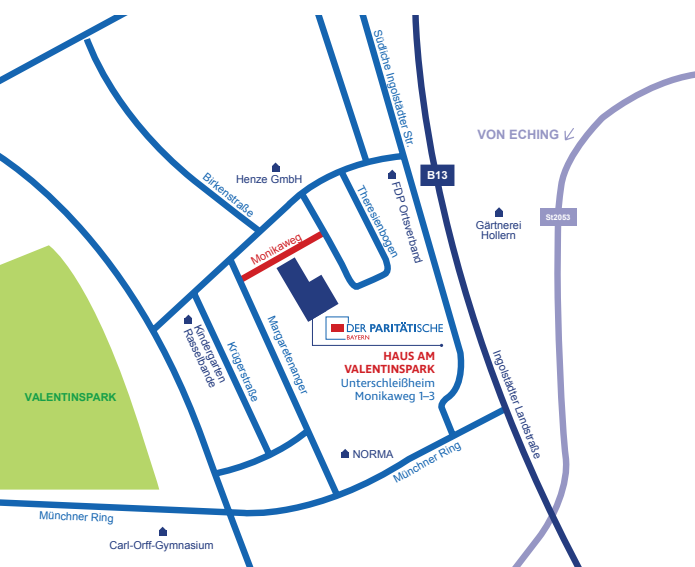 Südliche Ingolstädter Str.
VON ECHING
Henze GmbH
Birkenstraße
B13
Theresienbogen
FDP Ortsverband
St2053
Gärtnerei
Hollern
Monikaweg
Kindergarten
Rasselbande
Krügerstraße
Margaretenanger
DER PARITÄTISCHE
BAYERN
HAUS AM
VALENTINSPARK
Unterschleißheim
Monikaweg 1–3
Ingolstädter Landstraße
VALENTINSPARK
NORMA
Münchner Ring
Münchner Ring
Carl-Orff-Gymnasium